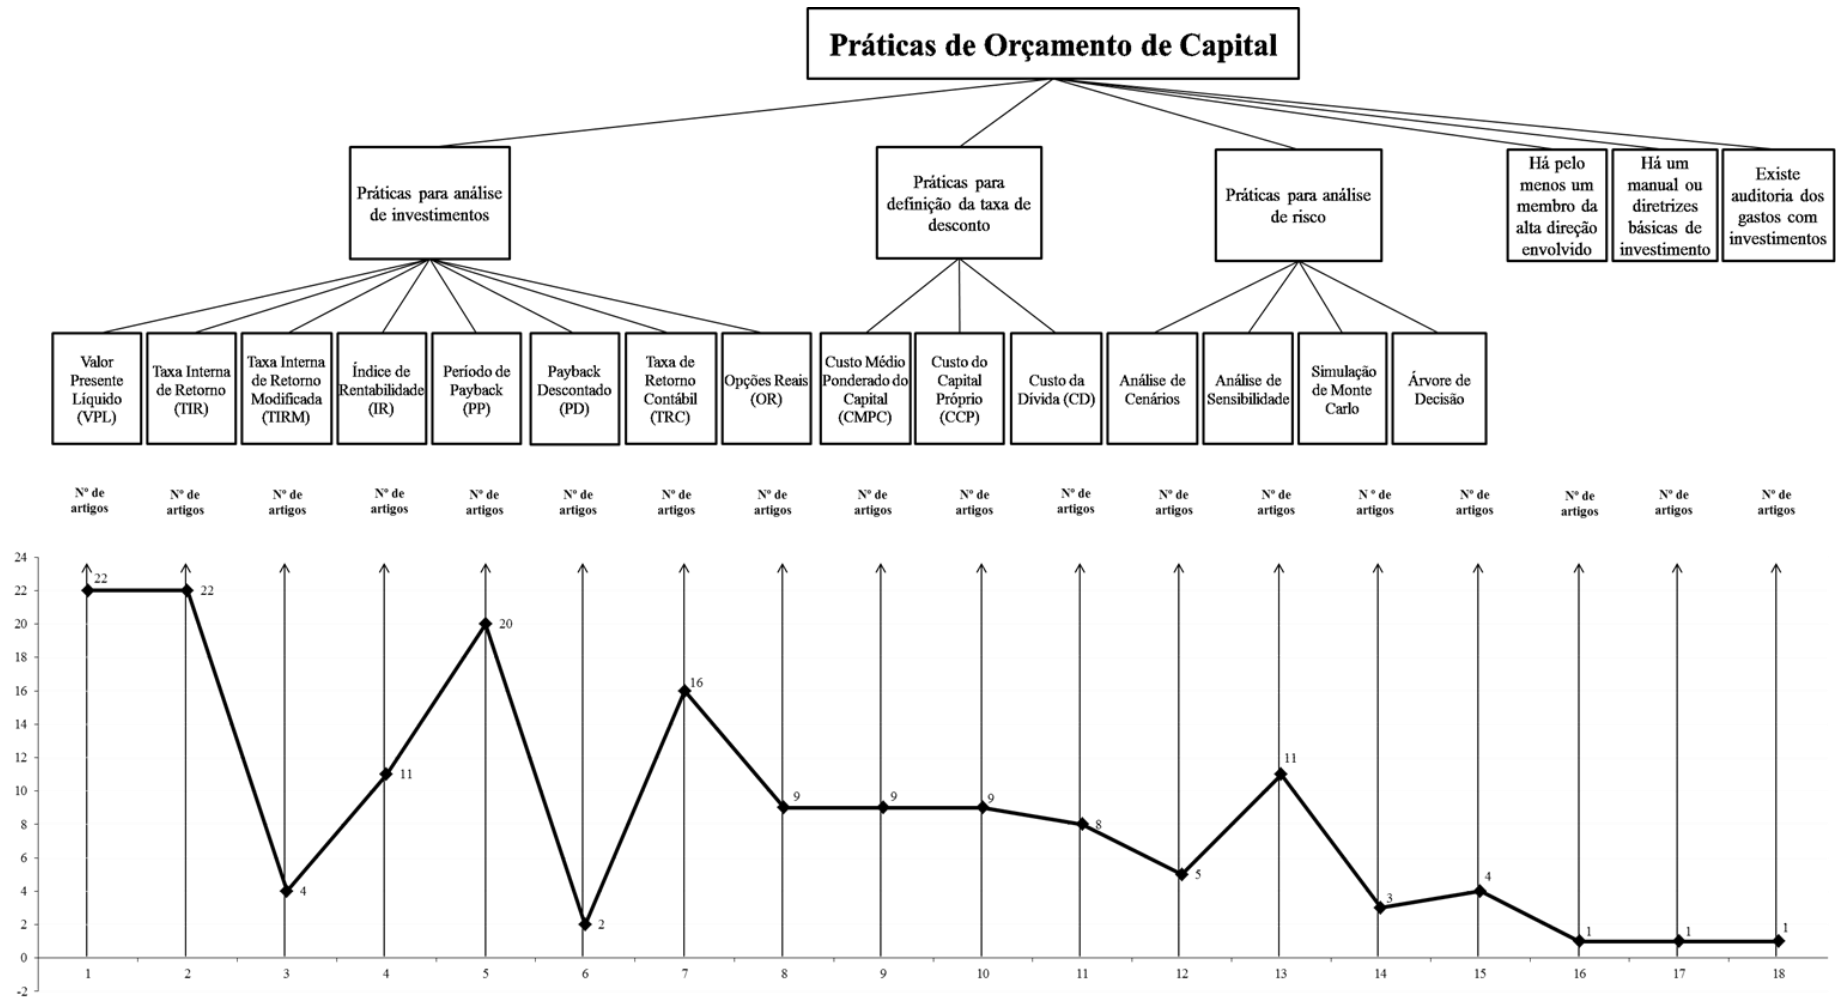 Práticas de Orçamento de Capital
Práticas para análise
de investimentos
Práticas para
definição da taxa de
desconto
Práticas para análise
de risco
Há pelo
menos um
membro da
alta direção
envolvido
Há um
manual ou
diretrizes
básicas de
investimento
Existe
auditoria dos
gastos com
investimentos
Valor
Presente
Líquido
(VPL)
Taxa Interna
de Retorno
(TIR)
Taxa Interna
de Retorno
Modificada
(TIRM)
Índice de
Rentabilidade
(IR)
Período de
Payback
(PP)
Payback
Descontado
(PD)
Taxa de
Retorno
Contábil
(TRC)
Opções Reais
(OR)
Custo Médio
Ponderado do
Capital
(CMPC)
Custo do
Capital
Próprio
(CCP)
Custo da
Dívida (CD)
Análise de
Cenários
Análise de
Sensibilidade
Simulação
de Monte
Carlo
Árvore de
Decisão
Nº de
artigos
Nº de
artigos
Nº de
artigos
Nº de
artigos
Nº de
artigos
Nº de
artigos
Nº de
artigos
Nº de
artigos
Nº de
artigos
Nº de
artigos
Nº de
artigos
Nº de
artigos
Nº de
artigos
N º de
artigos
Nº de
artigos
Nº de
artigos
Nº de
artigos
Nº de
artigos
24
22
20
18
16
14
12
10
8
6
4
2
0
-2
22
22
4
11
20
2
16
9
9
9
8
5
11
3
4
1
1
1
1 2 3 4 5 6 7 8 9 10 11 12 13 14 15 16 17 18